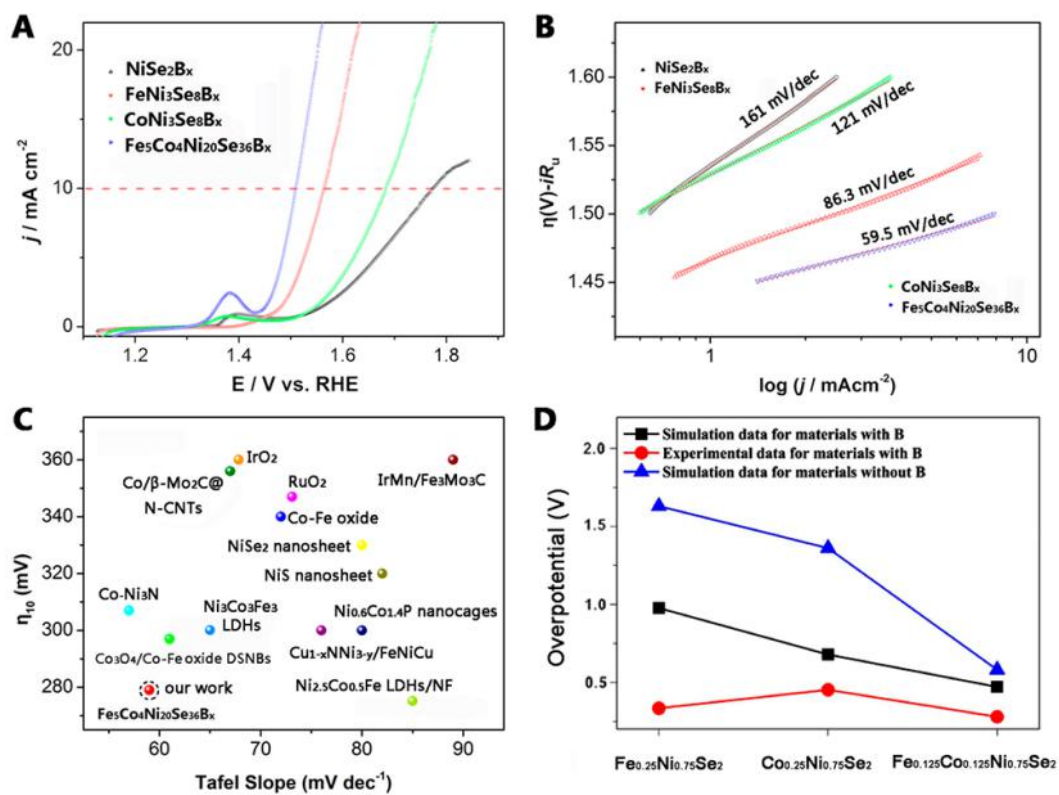 A
NiSe₂Bₓ
FeNi₃Se₈Bₓ
CoNi₃Se₈Bₓ
Fe₅Co₄Ni₂₀Se₃₆Bₓ
j / mA cm⁻²
20
10
0
1.2
1.4
1.6
1.8
E / V vs. RHE
B
NiSe₂Bₓ
FeNi₃Se₈Bₓ
161 mV/dec
121 mV/dec
86.3 mV/dec
59.5 mV/dec
CoNi₃Se₈Bₓ
Fe₅Co₄Ni₂₀Se₃₆Bₓ
η(V)-iRᵤ
1.60
1.55
1.50
1.45
1
10
log (j / mAcm⁻²)
C
η₁₀ (mV)
360
340
320
300
280
IrO₂
Co/β-Mo₂C@
N-CNTs
RuO₂
IrMn/Fe₃Mo₃C
Co-Fe oxide
NiSe₂ nanosheet
NiS nanosheet
Co-Ni₃N
Ni₃Co₃Fe₃
LDHs
Ni₀.₆Co₁.₄P nanocages
Co₃O₄/Co-Fe oxide DSNBs
Cu₁₋ₓNNi₃₋ᵧ/FeNiCu
our work
Ni₂.₅Co₀.₅Fe LDHs/NF
Fe₅Co₄Ni₂₀Se₃₆Bₓ
60
70
80
90
Tafel Slope (mV dec⁻¹)
D
Simulation data for materials with B
Experimental data for materials with B
Simulation data for materials without B
Overpotential (V)
2.0
1.5
1.0
0.5
Fe₀.₂₅Ni₀.₇₅Se₂
Co₀.₂₅Ni₀.₇₅Se₂
Fe₀.₁₂₅Co₀.₁₂₅Ni₀.₇₅Se₂